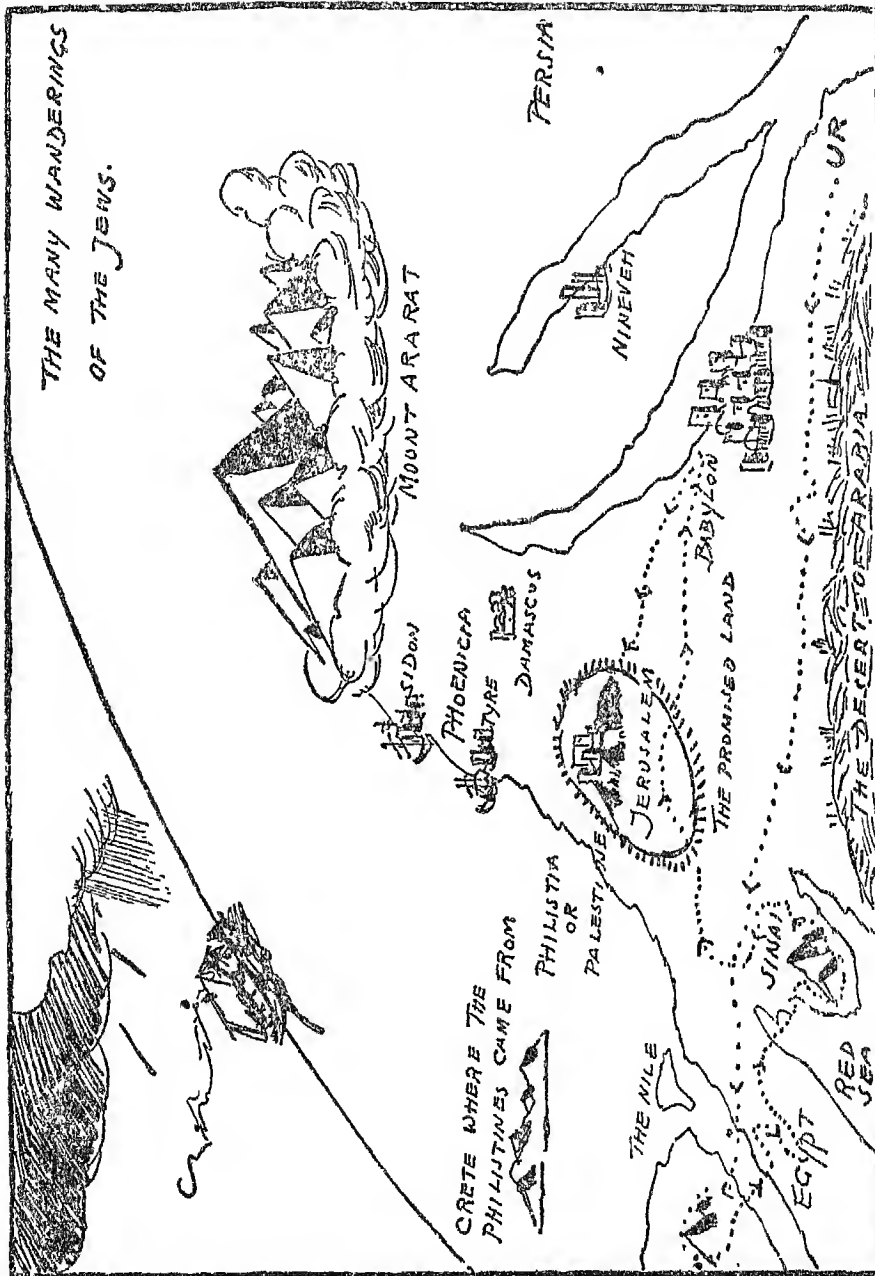 THE MANY WANDERINGS
OF THE JEWS.
MOUNT ARARAT
PERSIA
NINEVEH
SIDON
PHOENICIA
TYRE
DAMASCUS
BABYLON
UR
JERUSALEM
THE PROMISED LAND
CRETE WHERE THE
PHILISTINES CAME FROM
PHILISTIA
OR
PALESTINE
THE NILE
SINAI
EGYPT
RED
SEA
THE DESERT OF ARABIA